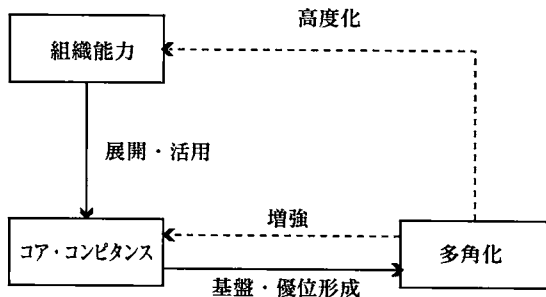 高度化
組織能力
展開・活用
増強
コア・コンピタンス
多角化
基盤・優位形成